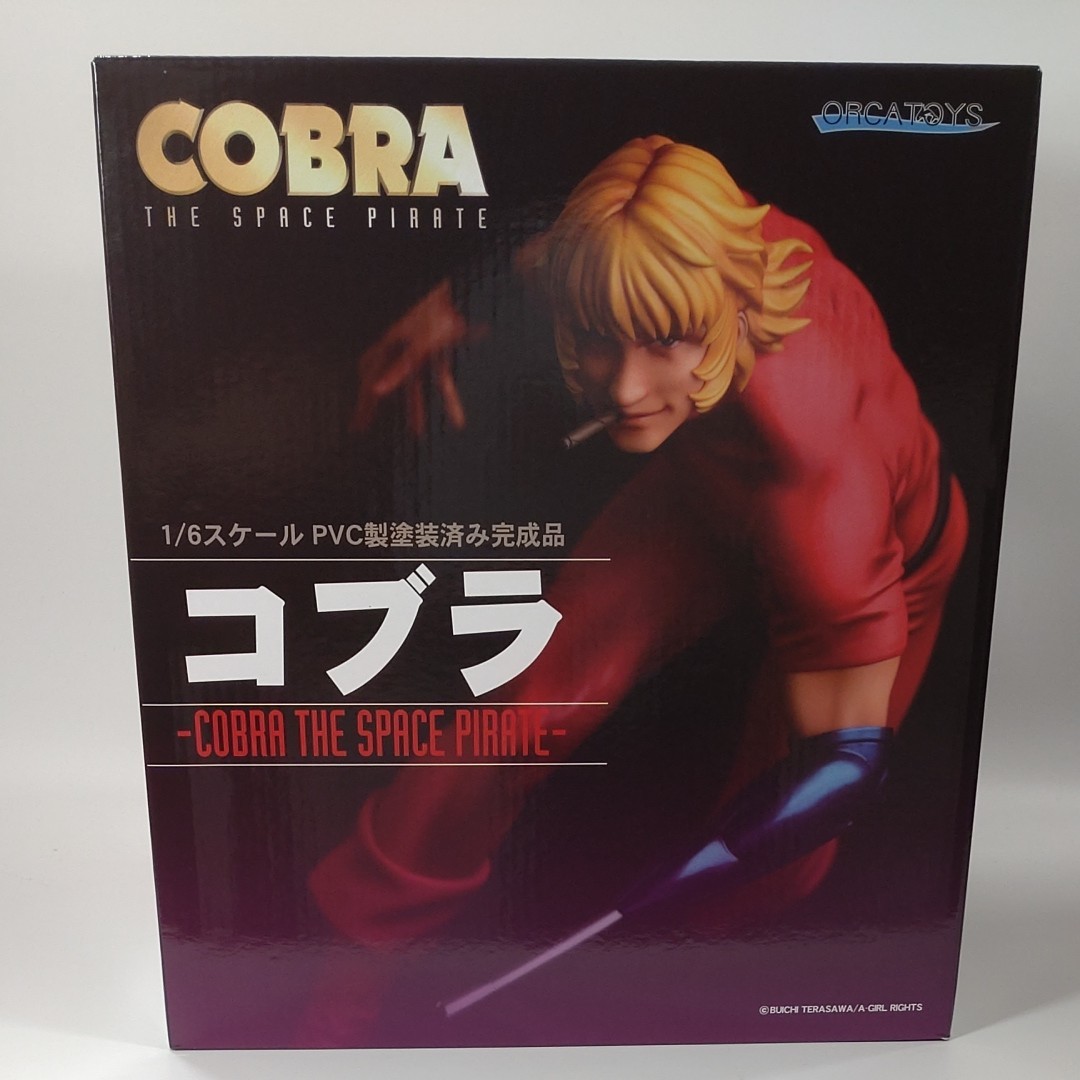 COBRA
THE SPACE PIRATE
ORCATOYS
1/6スケール PVC製塗装済み完成品
コブラ
-COBRA THE SPACE PIRATE-
©BUICHI TERASAWA/A-GIRL RIGHTS